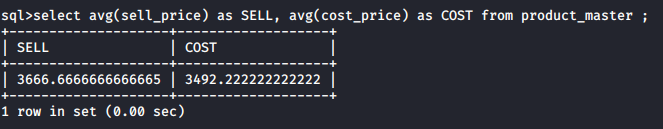 sql>select avg(sell_price) as SELL, avg(cost_price) as COST from product_master ;
+--------------------+-------------------+
| SELL               | COST              |
+--------------------+-------------------+
| 3666.6666666666665 | 3492.222222222222 |
+--------------------+-------------------+
1 row in set (0.00 sec)